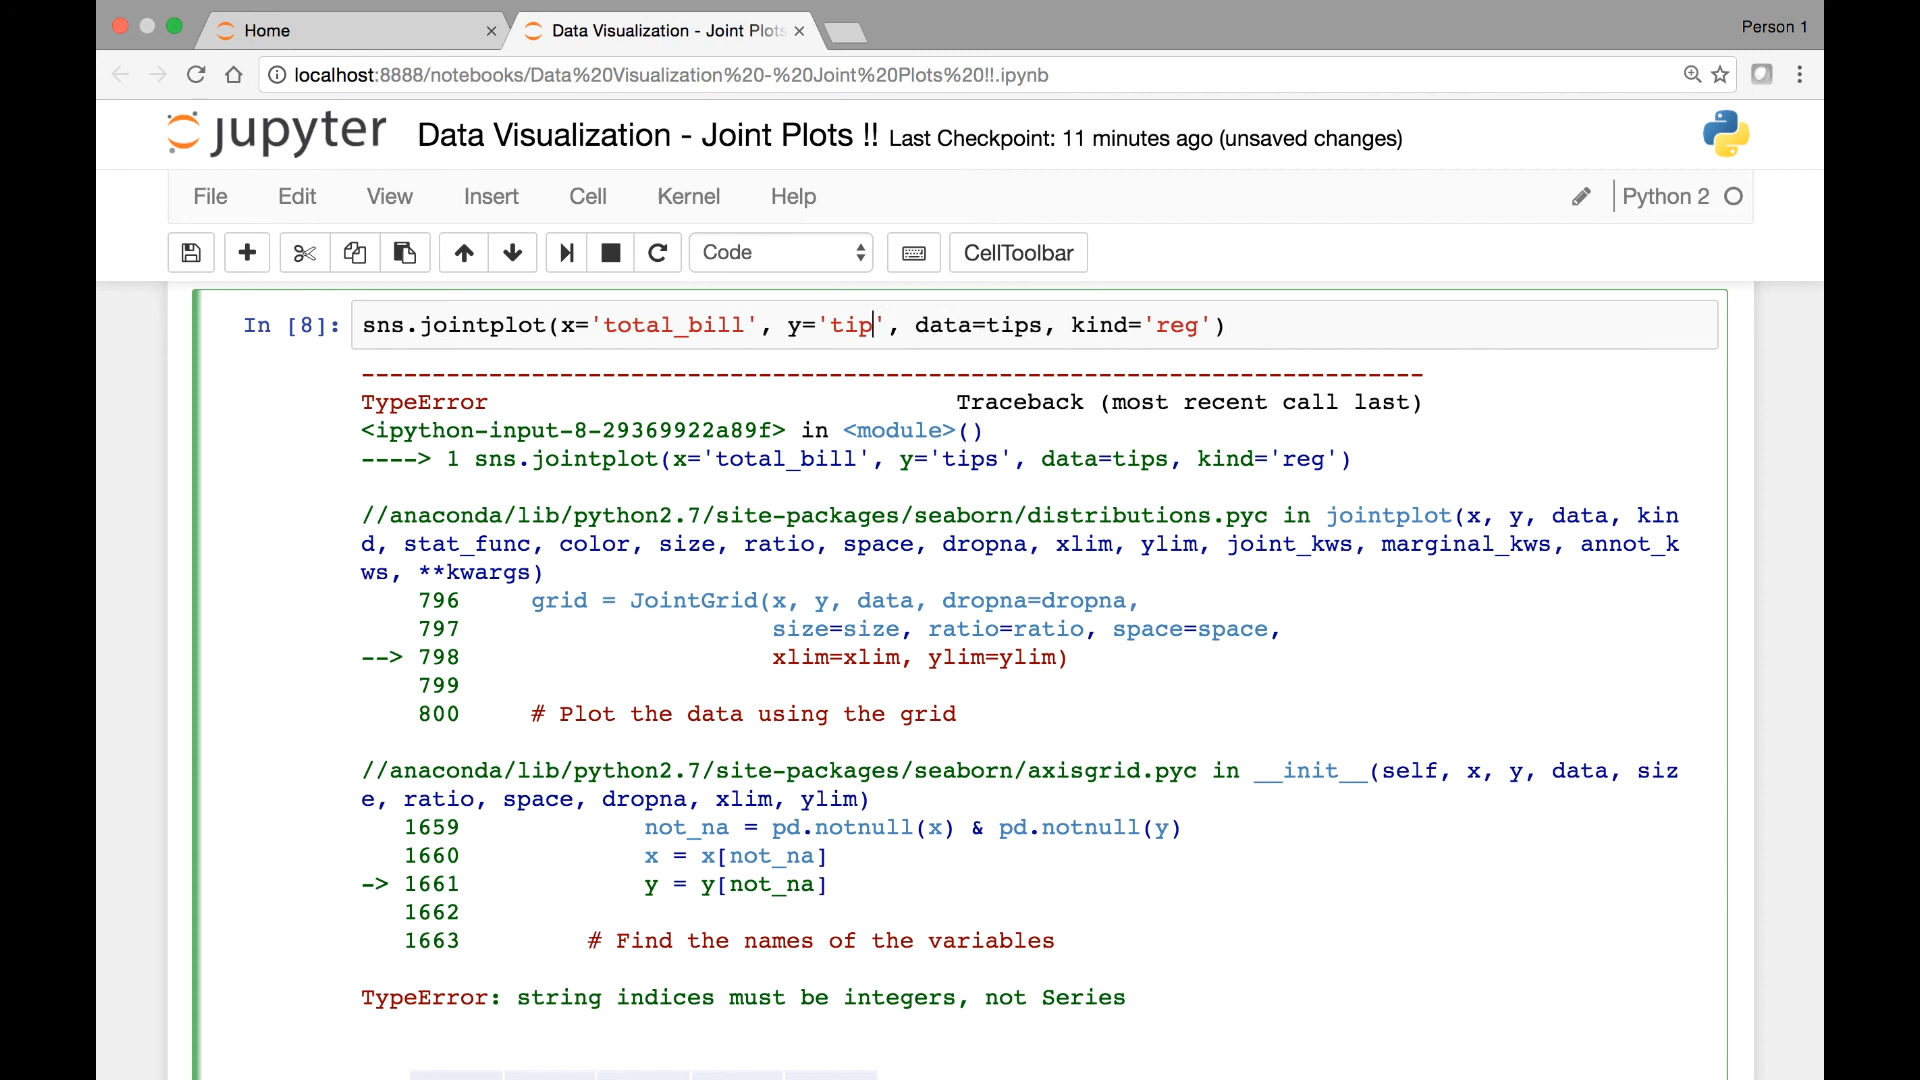 Home
Data Visualization - Joint Plots
Person 1
localhost:8888/notebooks/Data%20Visualization%20-%20Joint%20Plots%20!!.ipynb
jupyter Data Visualization - Joint Plots !! Last Checkpoint: 11 minutes ago (unsaved changes)
File Edit View Insert Cell Kernel Help Python 2
Code CellToolbar
In [8]: sns.jointplot(x='total_bill', y='tip', data=tips, kind='reg')
---------------------------------------------------------------------------
TypeError Traceback (most recent call last)
<ipython-input-8-29369922a89f> in <module>()
----> 1 sns.jointplot(x='total_bill', y='tips', data=tips, kind='reg')
//anaconda/lib/python2.7/site-packages/seaborn/distributions.pyc in jointplot(x, y, data, kin
d, stat_func, color, size, ratio, space, dropna, xlim, ylim, joint_kws, marginal_kws, annot_k
ws, **kwargs)
796 grid = JointGrid(x, y, data, dropna=dropna,
797 size=size, ratio=ratio, space=space,
--> 798 xlim=xlim, ylim=ylim)
799
800 # Plot the data using the grid
//anaconda/lib/python2.7/site-packages/seaborn/axisgrid.pyc in __init__(self, x, y, data, siz
e, ratio, space, dropna, xlim, ylim)
1659 not_na = pd.notnull(x) & pd.notnull(y)
1660 x = x[not_na]
-> 1661 y = y[not_na]
1662
1663 # Find the names of the variables
TypeError: string indices must be integers, not Series